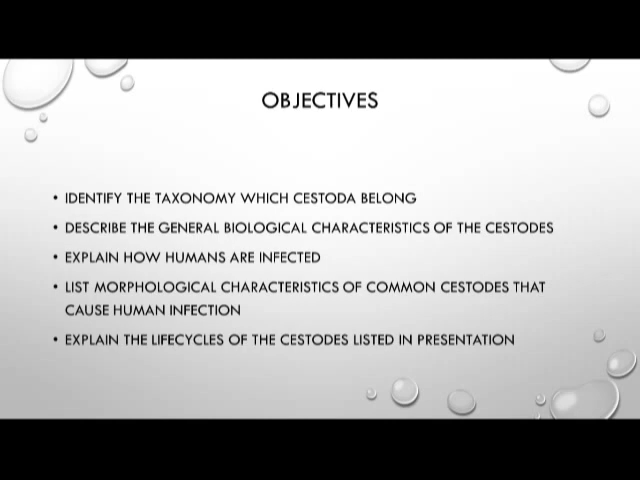 OBJECTIVES
• IDENTIFY THE TAXONOMY WHICH CESTODA BELONG
• DESCRIBE THE GENERAL BIOLOGICAL CHARACTERISTICS OF THE CESTODES
• EXPLAIN HOW HUMANS ARE INFECTED
• LIST MORPHOLOGICAL CHARACTERISTICS OF COMMON CESTODES THAT
CAUSE HUMAN INFECTION
• EXPLAIN THE LIFECYCLES OF THE CESTODES LISTED IN PRESENTATION